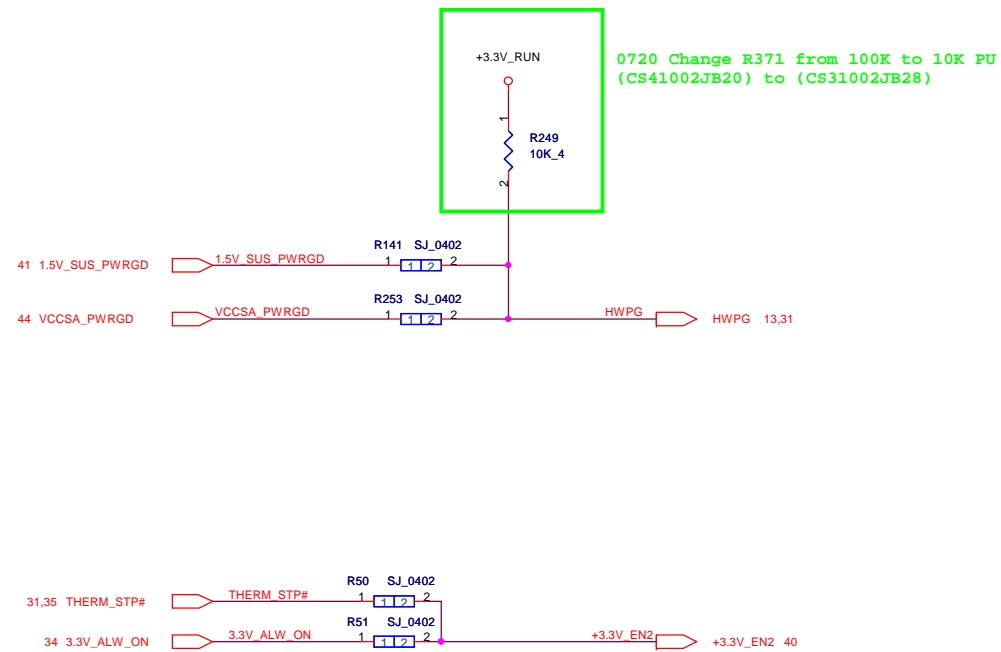 +3.3V_RUN
0720 Change R371 from 100K to 10K PU
(CS41002JB20) to (CS31002JB28)
1
R249
10K_4
2
R141 SJ_0402
41 1.5V_SUS_PWRGD 1.5V_SUS_PWRGD 1 1 2 2
R253 SJ_0402
44 VCCSA_PWRGD VCCSA_PWRGD 1 1 2 2 HWPG HWPG 13,31
R50 SJ_0402
31,35 THERM_STP# THERM_STP# 1 1 2 2
R51 SJ_0402
34 3.3V_ALW_ON 3.3V_ALW_ON 1 1 2 2 +3.3V_EN2 +3.3V_EN2 40